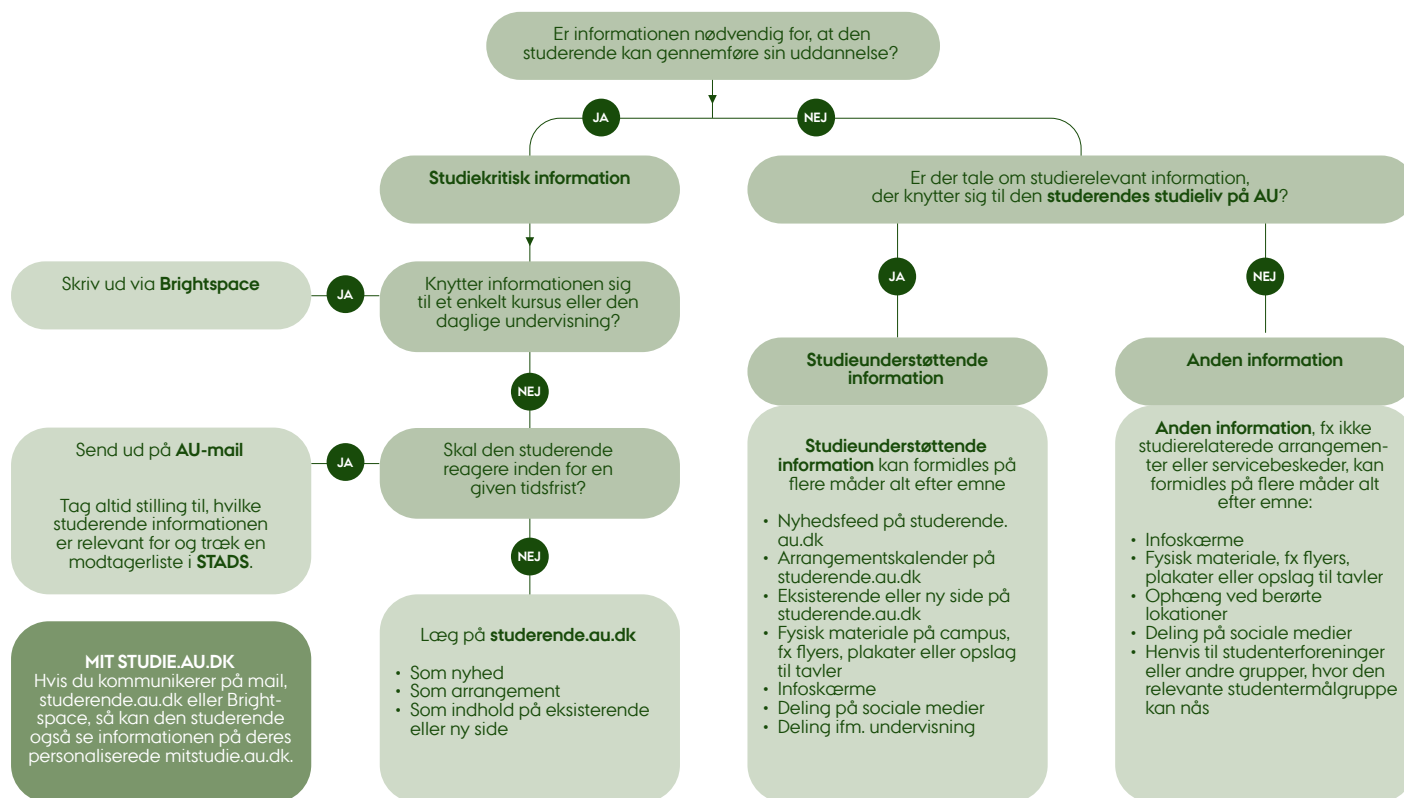 Er informationen nødvendig for, at den
studerende kan gennemføre sin uddannelse?
JA
NEJ
Studiekritisk information
Er der tale om studierelevant information,
der knytter sig til den studerendes studieliv på AU?
Skriv ud via Brightspace
JA
Knytter informationen sig
til et enkelt kursus eller den
daglige undervisning?
JA
NEJ
NEJ
Send ud på AU-mail
Tag altid stilling til, hvilke
studerende informationen
er relevant for og træk en
modtagerliste i STADS.
JA
Skal den studerende
reagere inden for en
given tidsfrist?
NEJ
Læg på studerende.au.dk
• Som nyhed
• Som arrangement
• Som indhold på eksisterende
eller ny side
MIT STUDIE.AU.DK
Hvis du kommunikerer på mail,
studerende.au.dk eller Bright-
space, så kan den studerende
også se informationen på deres
personaliserede mitstudie.au.dk.
Studieunderstøttende
information
Studieunderstøttende
information kan formidles på
flere måder alt efter emne
• Nyhedsfeed på studerende.
au.dk
• Arrangementskalender på
studerende.au.dk
• Eksisterende eller ny side på
studerende.au.dk
• Fysisk materiale på campus,
fx flyers, plakater eller opslag
til tavler
• Infoskærme
• Deling på sociale medier
• Deling ifm. undervisning
Anden information
Anden information, fx ikke
studierelaterede arrangemen-
ter eller servicebeskeder, kan
formidles på flere måder alt
efter emne:
• Infoskærme
• Fysisk materiale, fx flyers,
plakater eller opslag til tavler
• Ophæng ved berørte
lokationer
• Deling på sociale medier
• Henvis til studenterforeninger
eller andre grupper, hvor den
relevante studentermålgruppe
kan nås